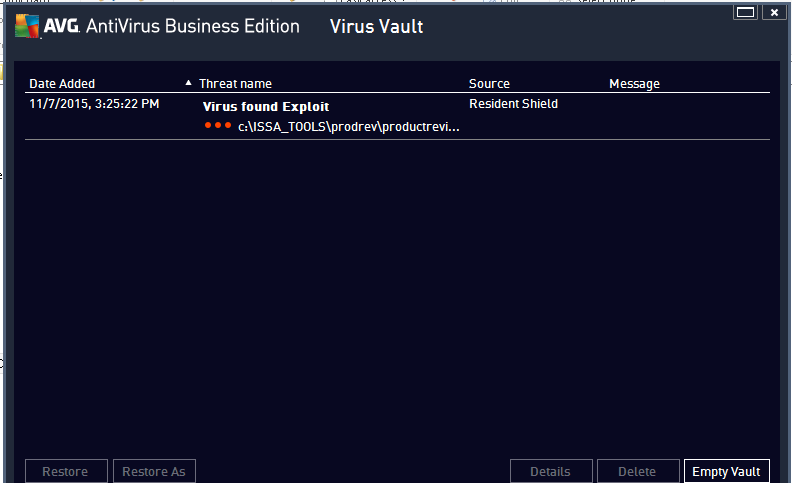 AVG. AntiVirus Business Edition Virus Vault
Date Added Threat name Source Message
11/7/2015, 3:25:22 PM Virus found Exploit Resident Shield
c:\ISSA_TOOLS\prodrev\productrevi...
Restore Restore As Details Delete Empty Vault